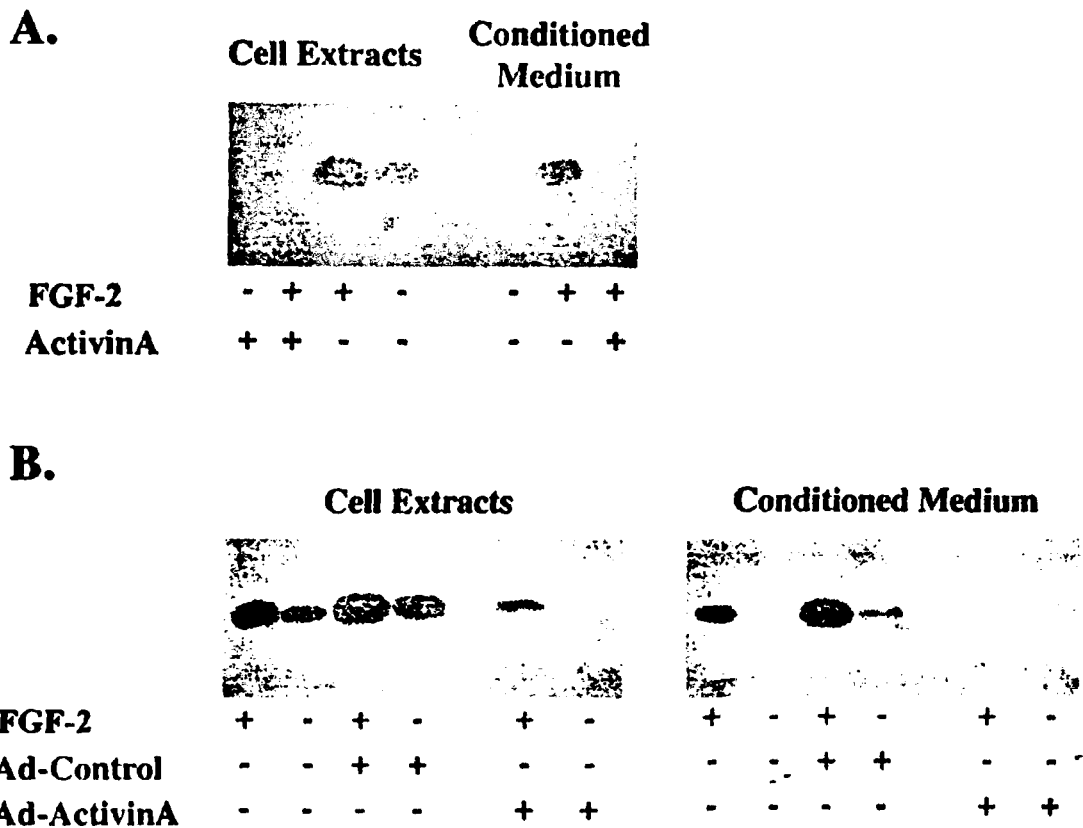 A.
Cell Extracts
Conditioned
Medium
FGF-2 - + + - - + +
ActivinA + + - - - - +
B.
Cell Extracts
Conditioned Medium
FGF-2 + - + - + - + - + - + -
Ad-Control - - + + - - - - + + - -
Ad-ActivinA - - - - + + - - - - + +